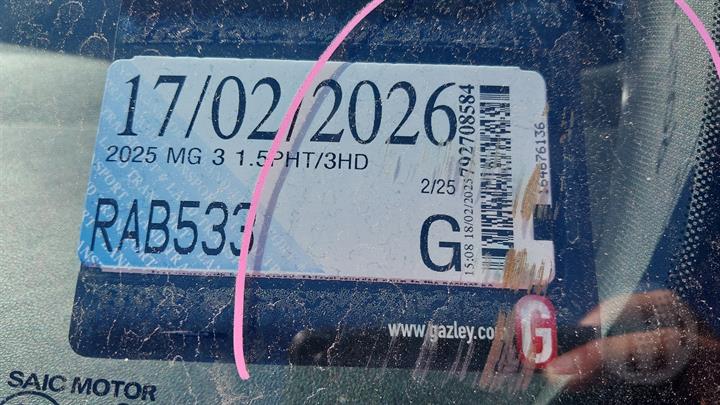 17/02/2026
2025 MG 3 1.5PHT/3HD
2/25
RAB533
G
15:08 18/02/2025
792708584
164676136
www.gazley.co
G
SAIC MOTOR